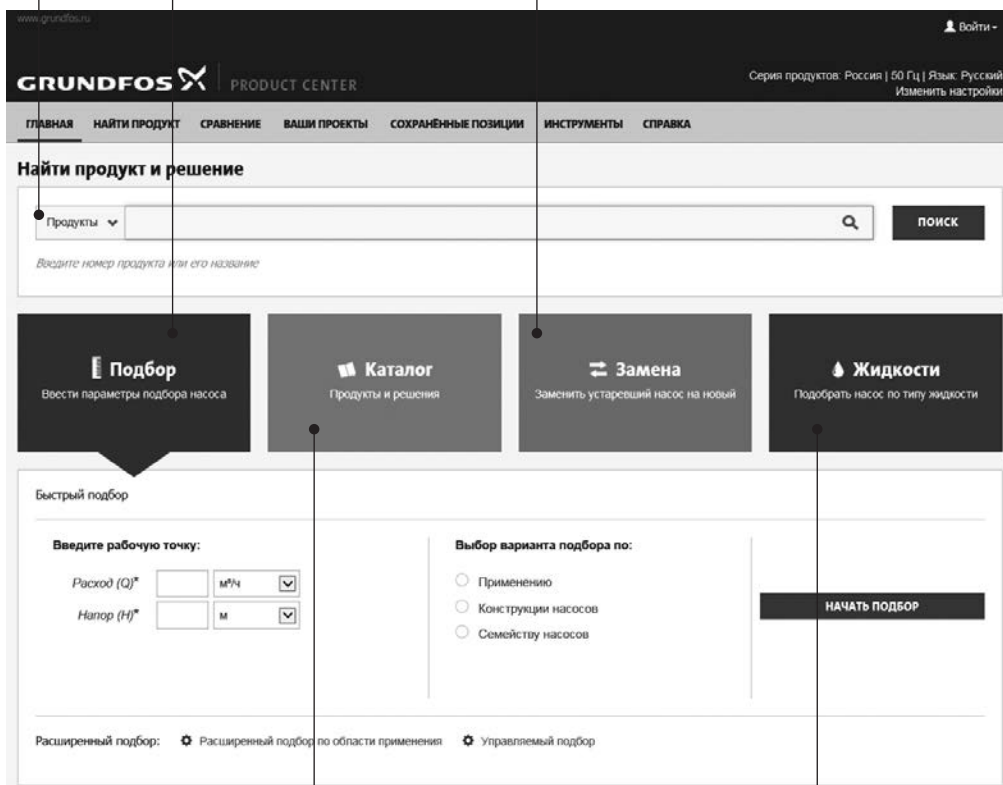 www.grundfos.ru
Войти
GRUNDFOS PRODUCT CENTER
Серия продуктов: Россия | 50 Гц | Язык: Русский
Изменить настройки
ГЛАВНАЯ НАЙТИ ПРОДУКТ СРАВНЕНИЕ ВАШИ ПРОЕКТЫ СОХРАНЁННЫЕ ПОЗИЦИИ ИНСТРУМЕНТЫ СПРАВКА
Найти продукт и решение
Продукты
ПОИСК
Введите номер продукта или его название
Подбор
Ввести параметры подбора насоса
Каталог
Продукты и решения
Замена
Заменить устаревший насос на новый
Жидкости
Подобрать насос по типу жидкости
Быстрый подбор
Введите рабочую точку:
Расход (Q)* м³/ч
Напор (H)* м
Выбор варианта подбора по:
Применению
Конструкции насосов
Семейству насосов
НАЧАТЬ ПОДБОР
Расширенный подбор: Расширенный подбор по области применения Управляемый подбор